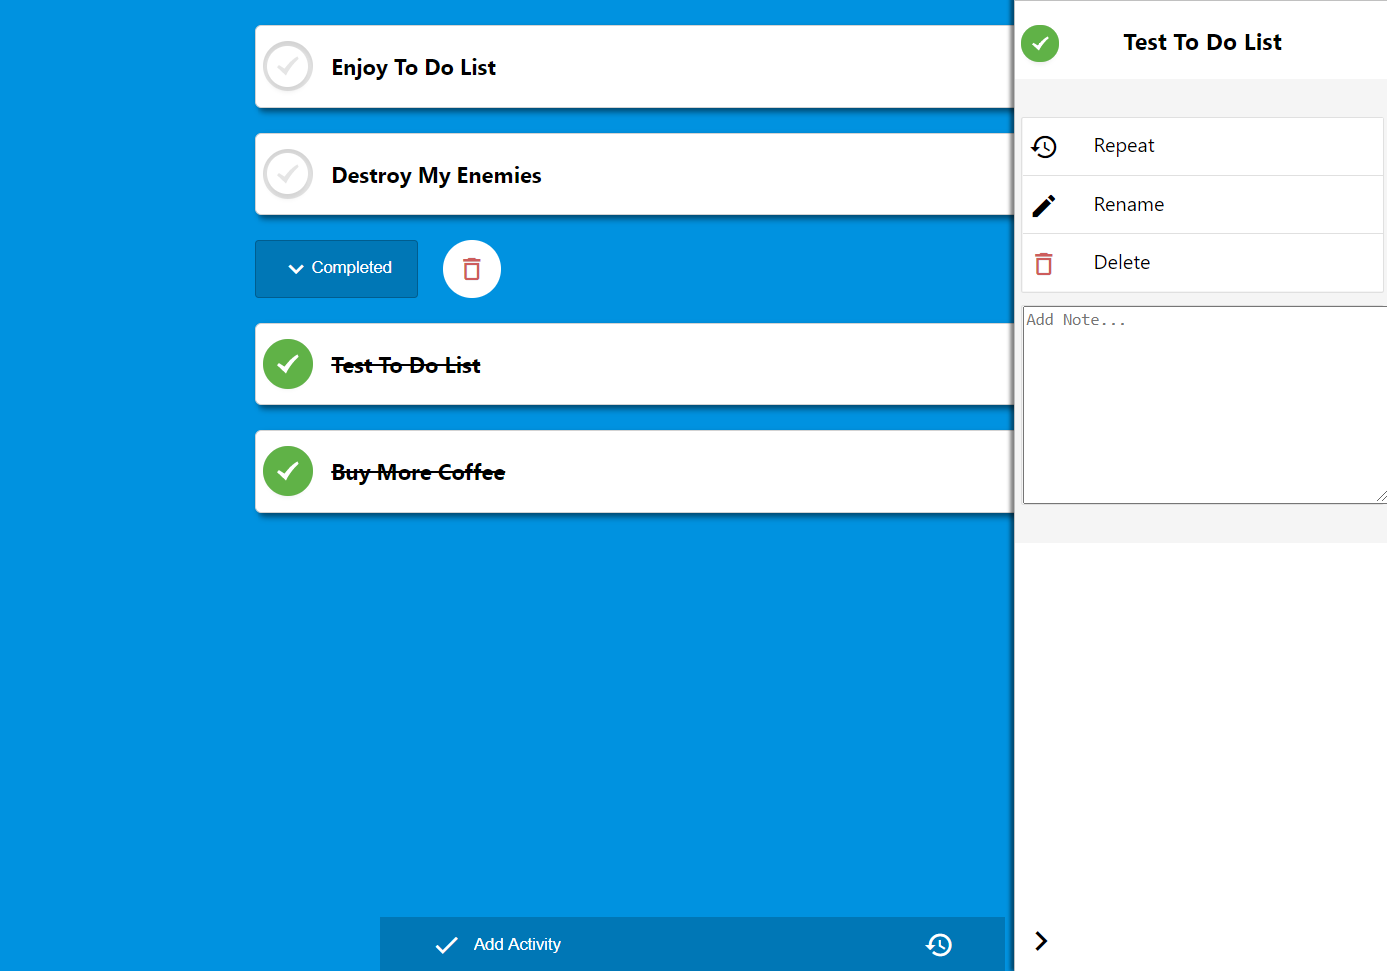 Enjoy To Do List
Destroy My Enemies
Completed
Test To Do List
Buy More Coffee
Add Activity
Test To Do List
Repeat
Rename
Delete
Add Note...